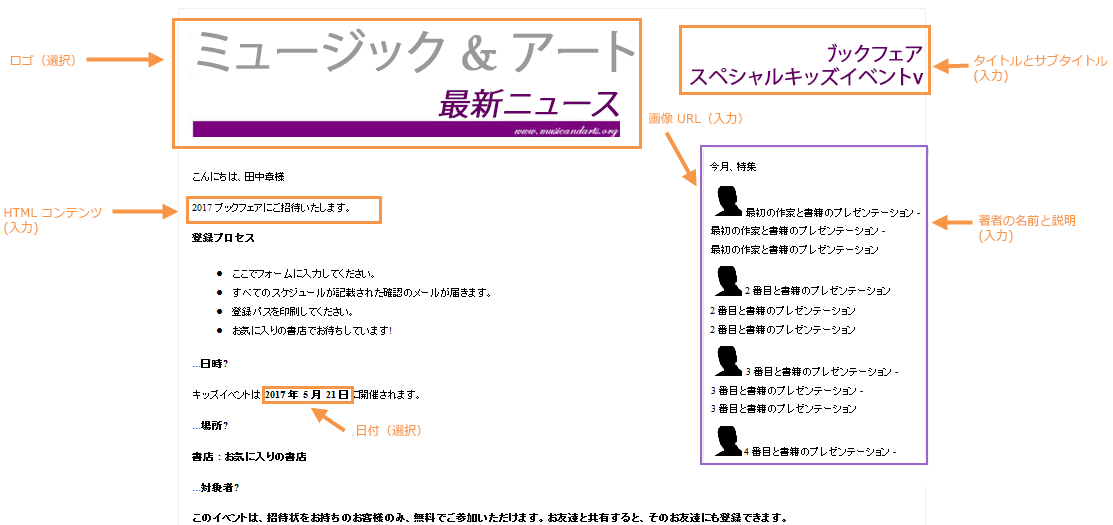 ミュージック & アート
最新ニュース
www.musicandarts.org
ロゴ（選択）
ブックフェア
スペシャルキッズイベントv
タイトルとサブタイトル
(入力)
画像 URL（入力）
こんにちは、田中章様
HTML コンテンツ
(入力)
2017 ブックフェアにご招待いたします。
登録プロセス
ここでフォームに入力してください。
すべてのスケジュールが記載された確認のメールが届きます。
登録パスを印刷してください。
お気に入りの書店でお待ちしています!
...日時?
キッズイベントは 2017 年 5 月 21 日に開催されます。
日付（選択）
...場所?
書店：お気に入りの書店
...対象者?
このイベントは、招待状をお持ちのお客様のみ、無料でご参加いただけます。お友達と共有すると、そのお友達にも登録できます。
今月、特集
最初の作家と書籍のプレゼンテーション -
最初の作家と書籍のプレゼンテーション -
最初の作家と書籍のプレゼンテーション
2 番目と書籍のプレゼンテーション
2 番目と書籍のプレゼンテーション
2 番目と書籍のプレゼンテーション
3 番目と書籍のプレゼンテーション -
3 番目と書籍のプレゼンテーション -
3 番目と書籍のプレゼンテーション
4 番目と書籍のプレゼンテーション -
著者の名前と説明
(入力)